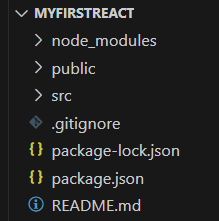 MYFIRSTREACT
node_modules
public
src
.gitignore
{} package-lock.json
{} package.json
README.md